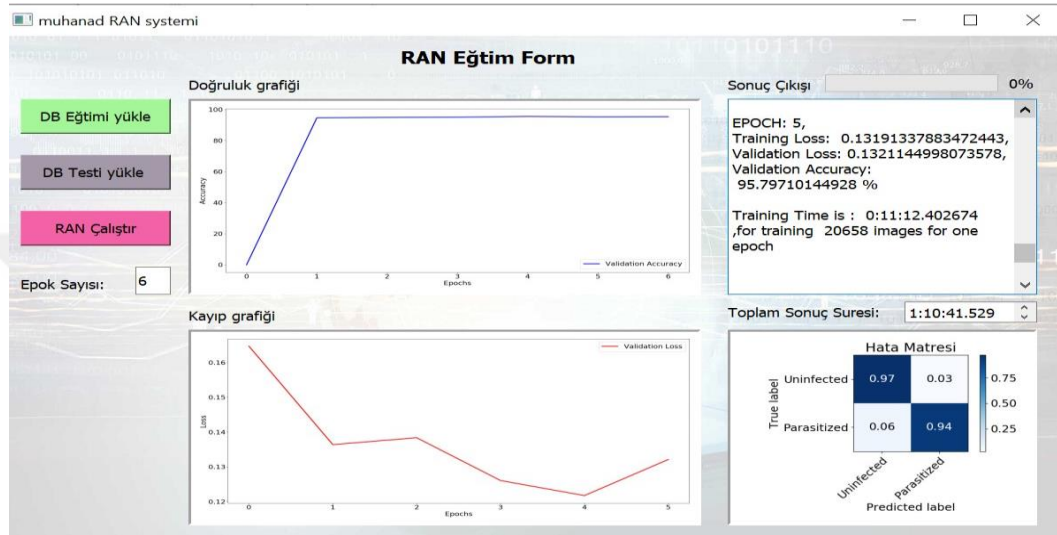 muhanad RAN systemi
RAN Eğtim Form
DB Eğtimi yükle
DB Testi yükle
RAN Çalıştır
Epok Sayısı: 6
Doğruluk grafiği
100
80
60
40
20
0
Accuracy
0 1 2 3 4 5 6
Epochs
Validation Accuracy
Kayıp grafiği
0.16
0.15
0.14
0.13
0.12
Loss
0 1 2 3 4 5
Epochs
Validation Loss
Sonuç Çıkışı 0%
EPOCH: 5,
Training Loss: 0.13191337883472443,
Validation Loss: 0.1321144998073578,
Validation Accuracy:
95.79710144928 %
Training Time is : 0:11:12.402674
,for training 20658 images for one
epoch
Toplam Sonuç Suresi: 1:10:41.529
Hata Matresi
True label
Uninfected 0.97 0.03
Parasitized 0.06 0.94
0.75
0.50
0.25
Uninfected Parasitized
Predicted label